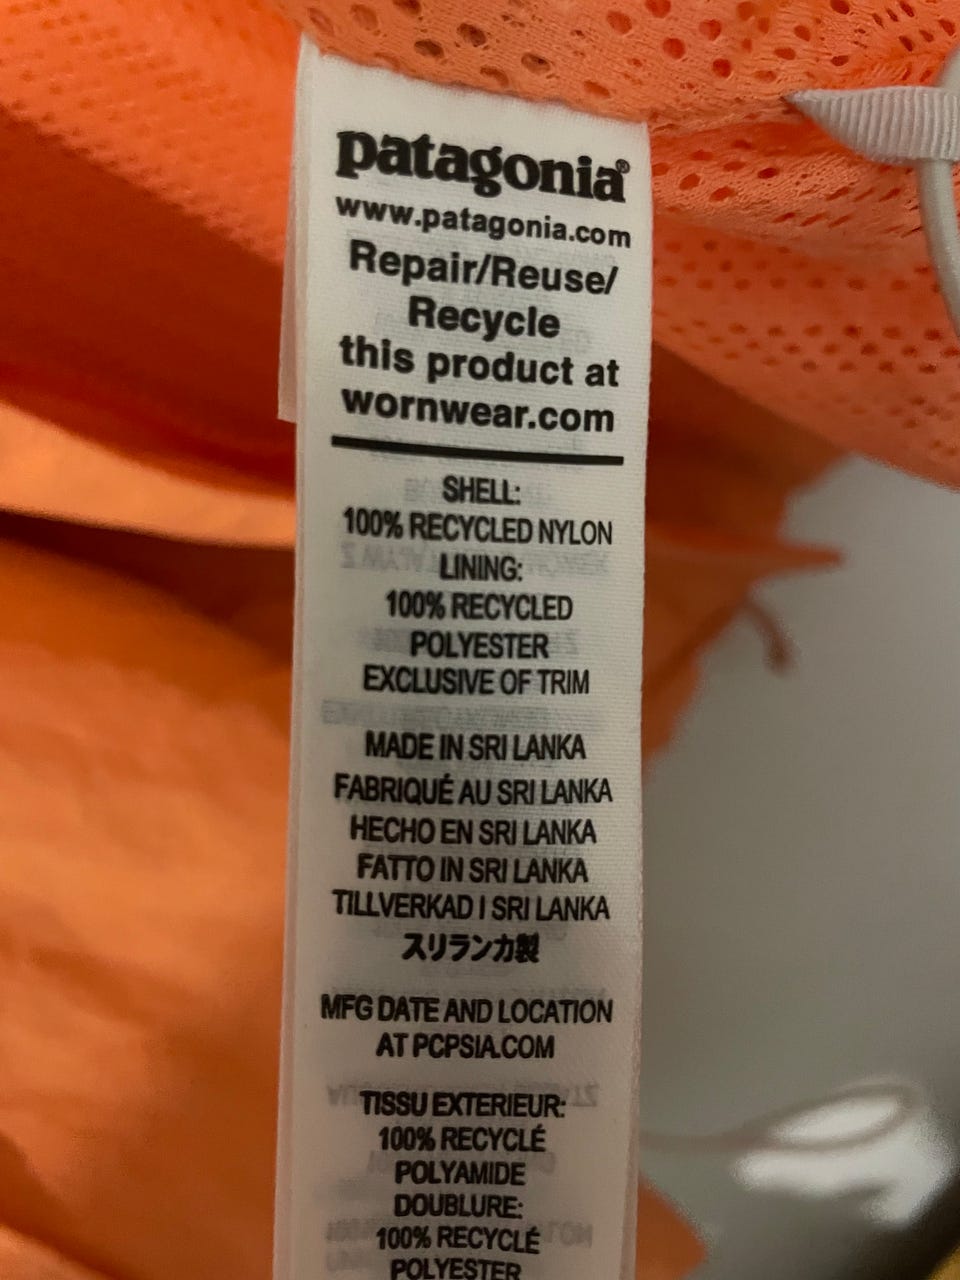 patagonia®
www.patagonia.com
Repair/Reuse/
Recycle
this product at
wornwear.com
SHELL:
100% RECYCLED NYLON
LINING:
100% RECYCLED
POLYESTER
EXCLUSIVE OF TRIM
MADE IN SRI LANKA
FABRIQUÉ AU SRI LANKA
HECHO EN SRI LANKA
FATTO IN SRI LANKA
TILLVERKAD I SRI LANKA
スリランカ製
MFG DATE AND LOCATION
AT PCPSIA.COM
TISSU EXTERIEUR:
100% RECYCLÉ
POLYAMIDE
DOUBLURE:
100% RECYCLÉ
POLYESTER